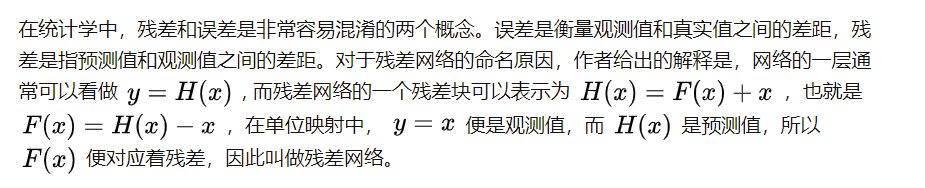 在统计学中，残差和误差是非常容易混淆的两个概念。误差是衡量观测值和真实值之间的差距，残
差是指预测值和观测值之间的差距。对于残差网络的命名原因，作者给出的解释是，网络的一层通
常可以看做 y = H(x) , 而残差网络的一个残差块可以表示为 H(x) = F(x) + x ，也就是
F(x) = H(x) − x ，在单位映射中， y = x 便是观测值，而 H(x) 是预测值，所以
F(x) 便对应着残差，因此叫做残差网络。